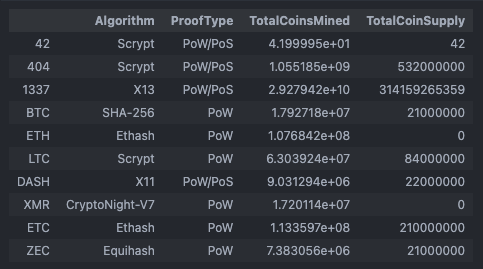 Algorithm ProofType TotalCoinsMined TotalCoinSupply
42 Scrypt PoW/PoS 4.199995e+01 42
404 Scrypt PoW/PoS 1.055185e+09 532000000
1337 X13 PoW/PoS 2.927942e+10 314159265359
BTC SHA-256 PoW 1.792718e+07 21000000
ETH Ethash PoW 1.076842e+08 0
LTC Scrypt PoW 6.303924e+07 84000000
DASH X11 PoW/PoS 9.031294e+06 22000000
XMR CryptoNight-V7 PoW 1.720114e+07 0
ETC Ethash PoW 1.133597e+08 210000000
ZEC Equihash PoW 7.383056e+06 21000000